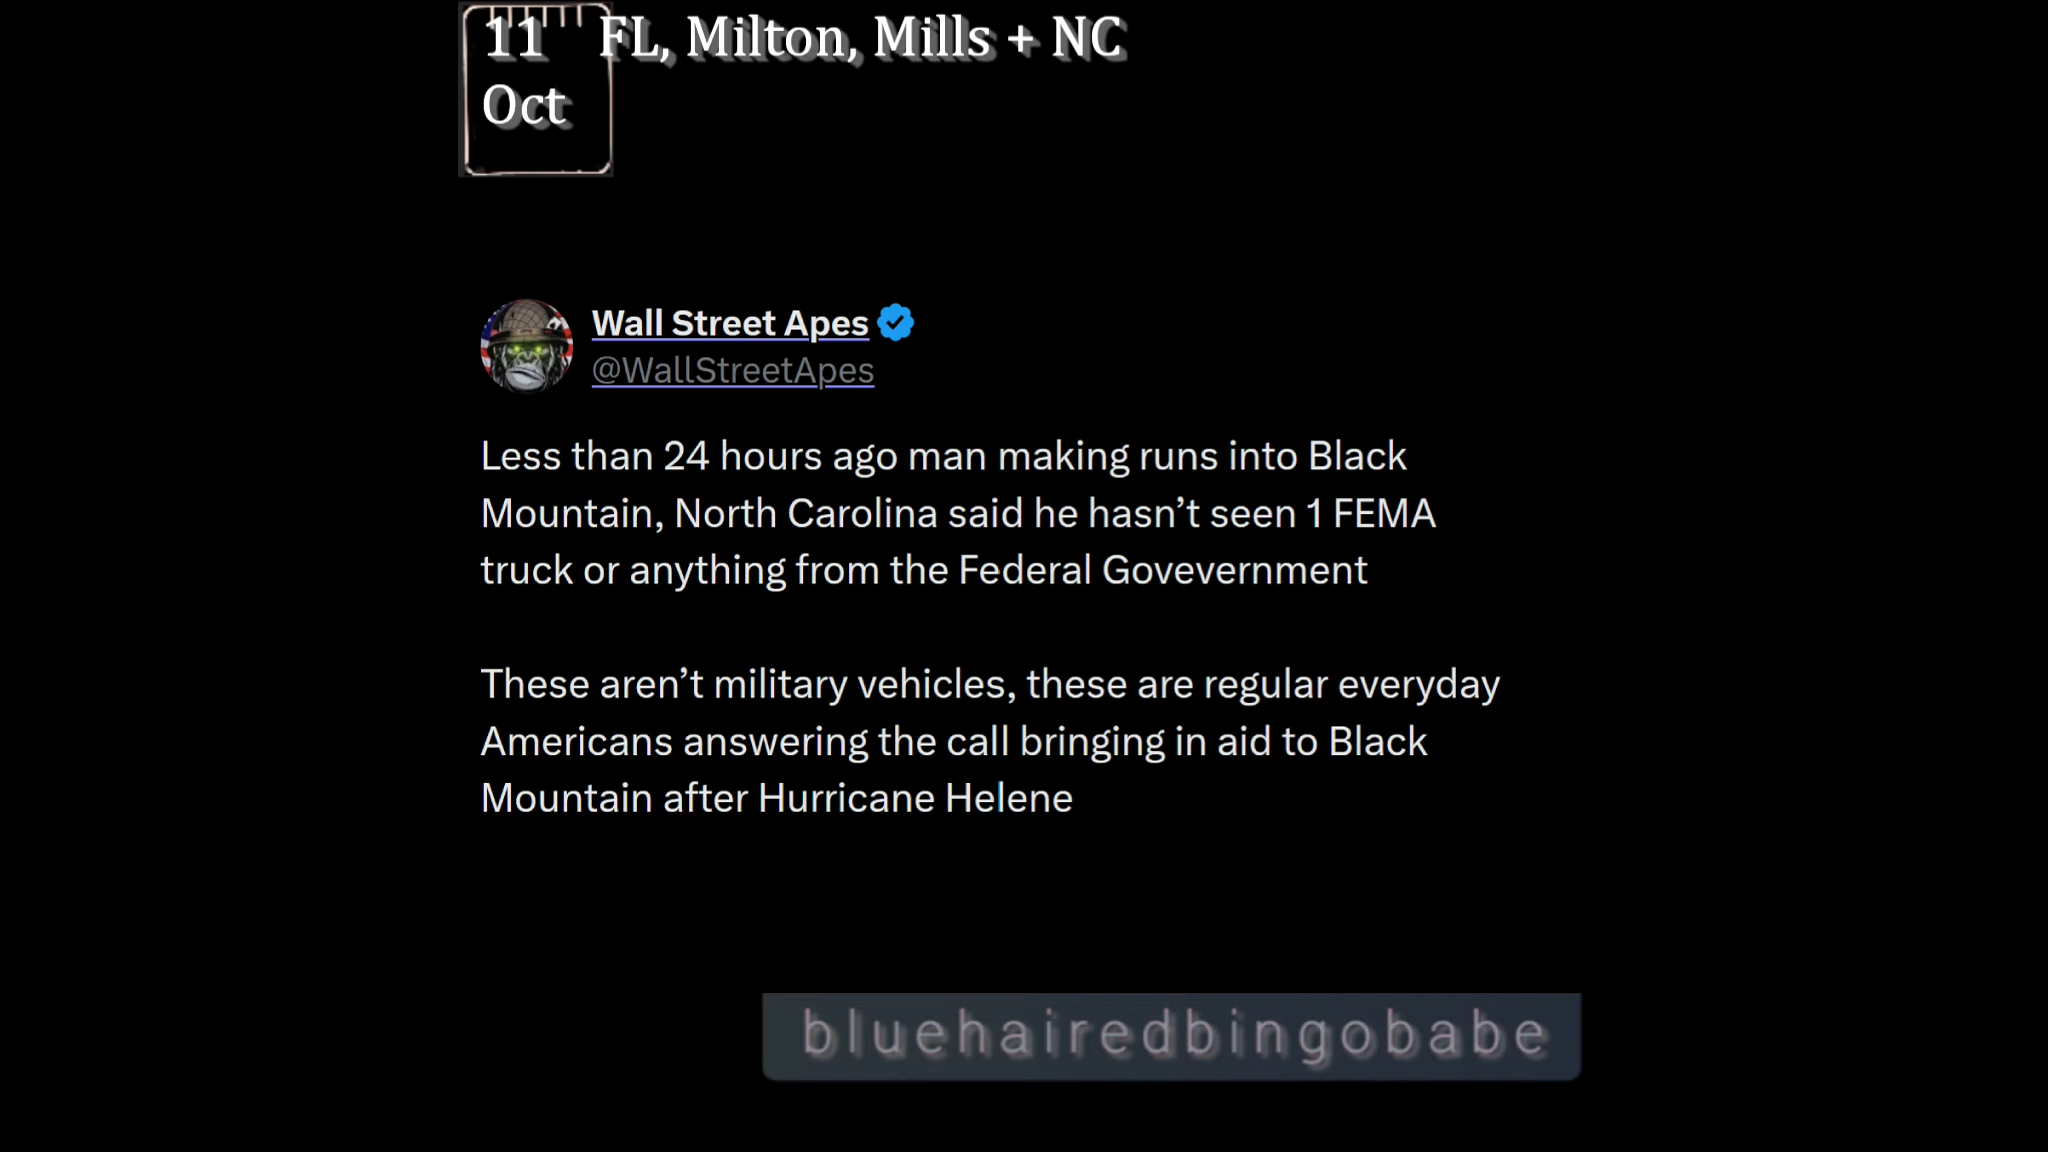 11 FL, Milton, Mills + NC
Oct
Wall Street Apes
@WallStreetApes
Less than 24 hours ago man making runs into Black
Mountain, North Carolina said he hasn’t seen 1 FEMA
truck or anything from the Federal Govevernment
These aren’t military vehicles, these are regular everyday
Americans answering the call bringing in aid to Black
Mountain after Hurricane Helene
bluehairedbingobabe